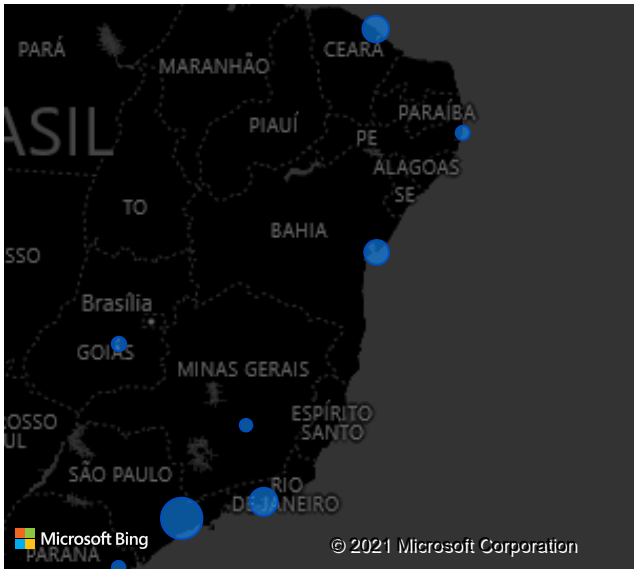 PARÁ
CEARÁ
MARANHÃO
PARAÍBA
ASIL
PIAUÍ
PE
ALAGOAS
SE
TO
BAHIA
SSO
Brasília
GOIÁS
MINAS GERAIS
ESPÍRITO
SANTO
ROSSO
UL
SÃO PAULO
RIO
DE JANEIRO
Microsoft Bing
© 2021 Microsoft Corporation
PARANÁ